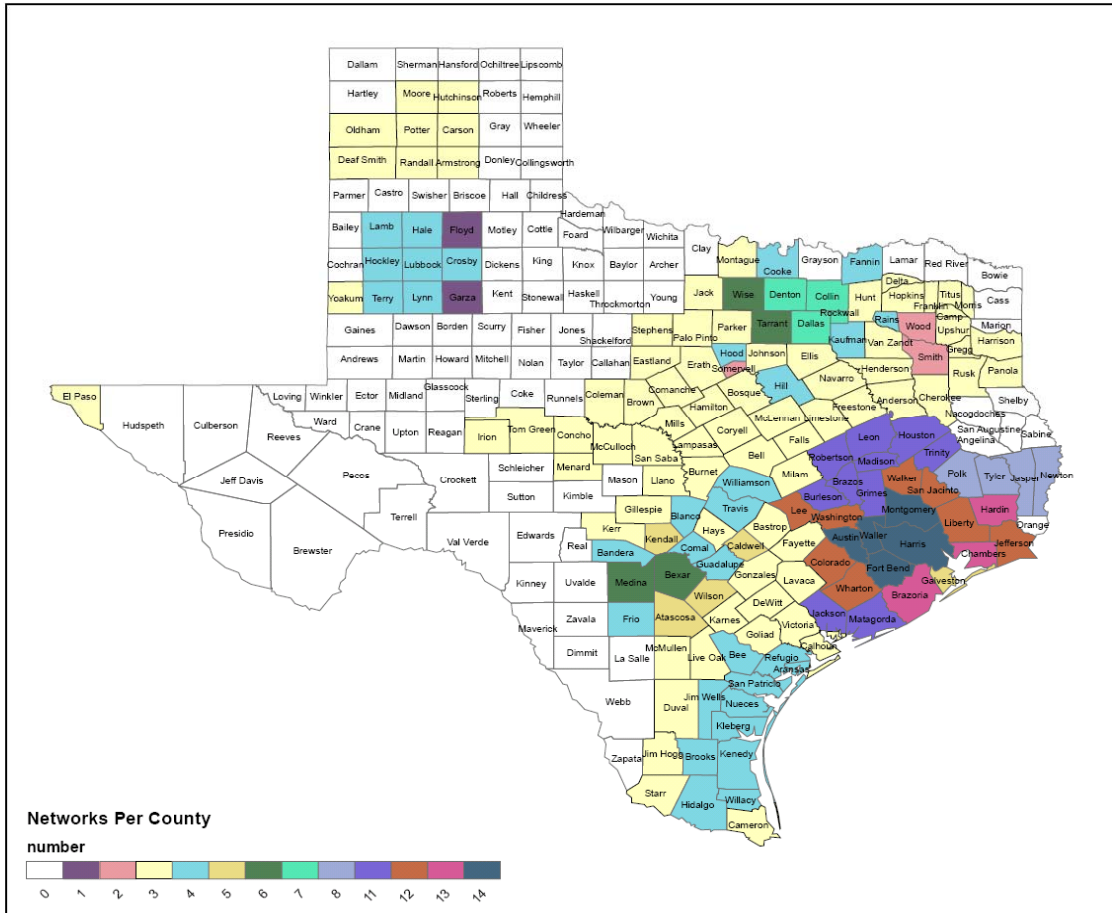 Dallam Sherman Hansford Ochiltree Lipscomb
Hartley Moore Hutchinson Roberts Hemphill
Oldham Potter Carson Gray Wheeler
Deaf Smith Randall Armstrong Donley Collingsworth
Parmer Castro Swisher Briscoe Hall Childress
Hardeman
Bailey Lamb Hale Floyd Motley Cottle Foard Wilbarger Wichita
Clay Montague Cooke Grayson Fannin Lamar Red River Bowie
Cochran Hockley Lubbock Crosby Dickens King Knox Baylor Archer
Delta Titus Morris Cass
Yoakum Terry Lynn Garza Kent Stonewall Haskell Throckmorton Young Jack Wise Denton Collin Hunt Hopkins Franklin
Rockwall Rains Wood Camp Upshur Marion
Gaines Dawson Borden Scurry Fisher Jones Shackelford Stephens Palo Pinto Parker Tarrant Dallas Kaufman Van Zandt Gregg Harrison
Andrews Martin Howard Mitchell Nolan Taylor Callahan Eastland Erath Hood Somervell Johnson Ellis Henderson Smith Rusk Panola
El Paso Hudspeth Culberson Loving Winkler Ector Midland Glasscock Sterling Coke Runnels Coleman Brown Comanche Bosque Hill Navarro Anderson Cherokee Nacogdoches Shelby
Reeves Ward Crane Upton Reagan Irion Tom Green Concho McCulloch Mills Hamilton McLennan Limestone Freestone San Augustine Sabine
Angelina
Jeff Davis Pecos Crockett Schleicher Menard San Saba Lampasas Coryell Bell Falls Robertson Leon Houston Trinity Polk Tyler Jasper Newton
Presidio Brewster Terrell Sutton Kimble Mason Llano Burnet Williamson Milam Brazos Madison Grimes Walker San Jacinto
Val Verde Edwards Real Kerr Gillespie Blanco Travis Lee Burleson Washington Montgomery Liberty Hardin Orange
Bandera Kendall Comal Hays Caldwell Bastrop Fayette Austin Waller Harris Chambers Jefferson
Kinney Uvalde Medina Bexar Guadalupe Gonzales Lavaca Colorado Fort Bend Galveston
Wharton Brazoria
Maverick Zavala Frio Atascosa Wilson Karnes DeWitt Victoria Jackson Matagorda
Dimmit La Salle McMullen Live Oak Bee Goliad Refugio Calhoun
Aransas
Webb Duval Jim Wells San Patricio Nueces
Kleberg
Zapata Jim Hogg Brooks Kenedy
Starr Hidalgo Willacy
Cameron
Networks Per County
number
0 1 2 3 4 5 6 7 8 11 12 13 14